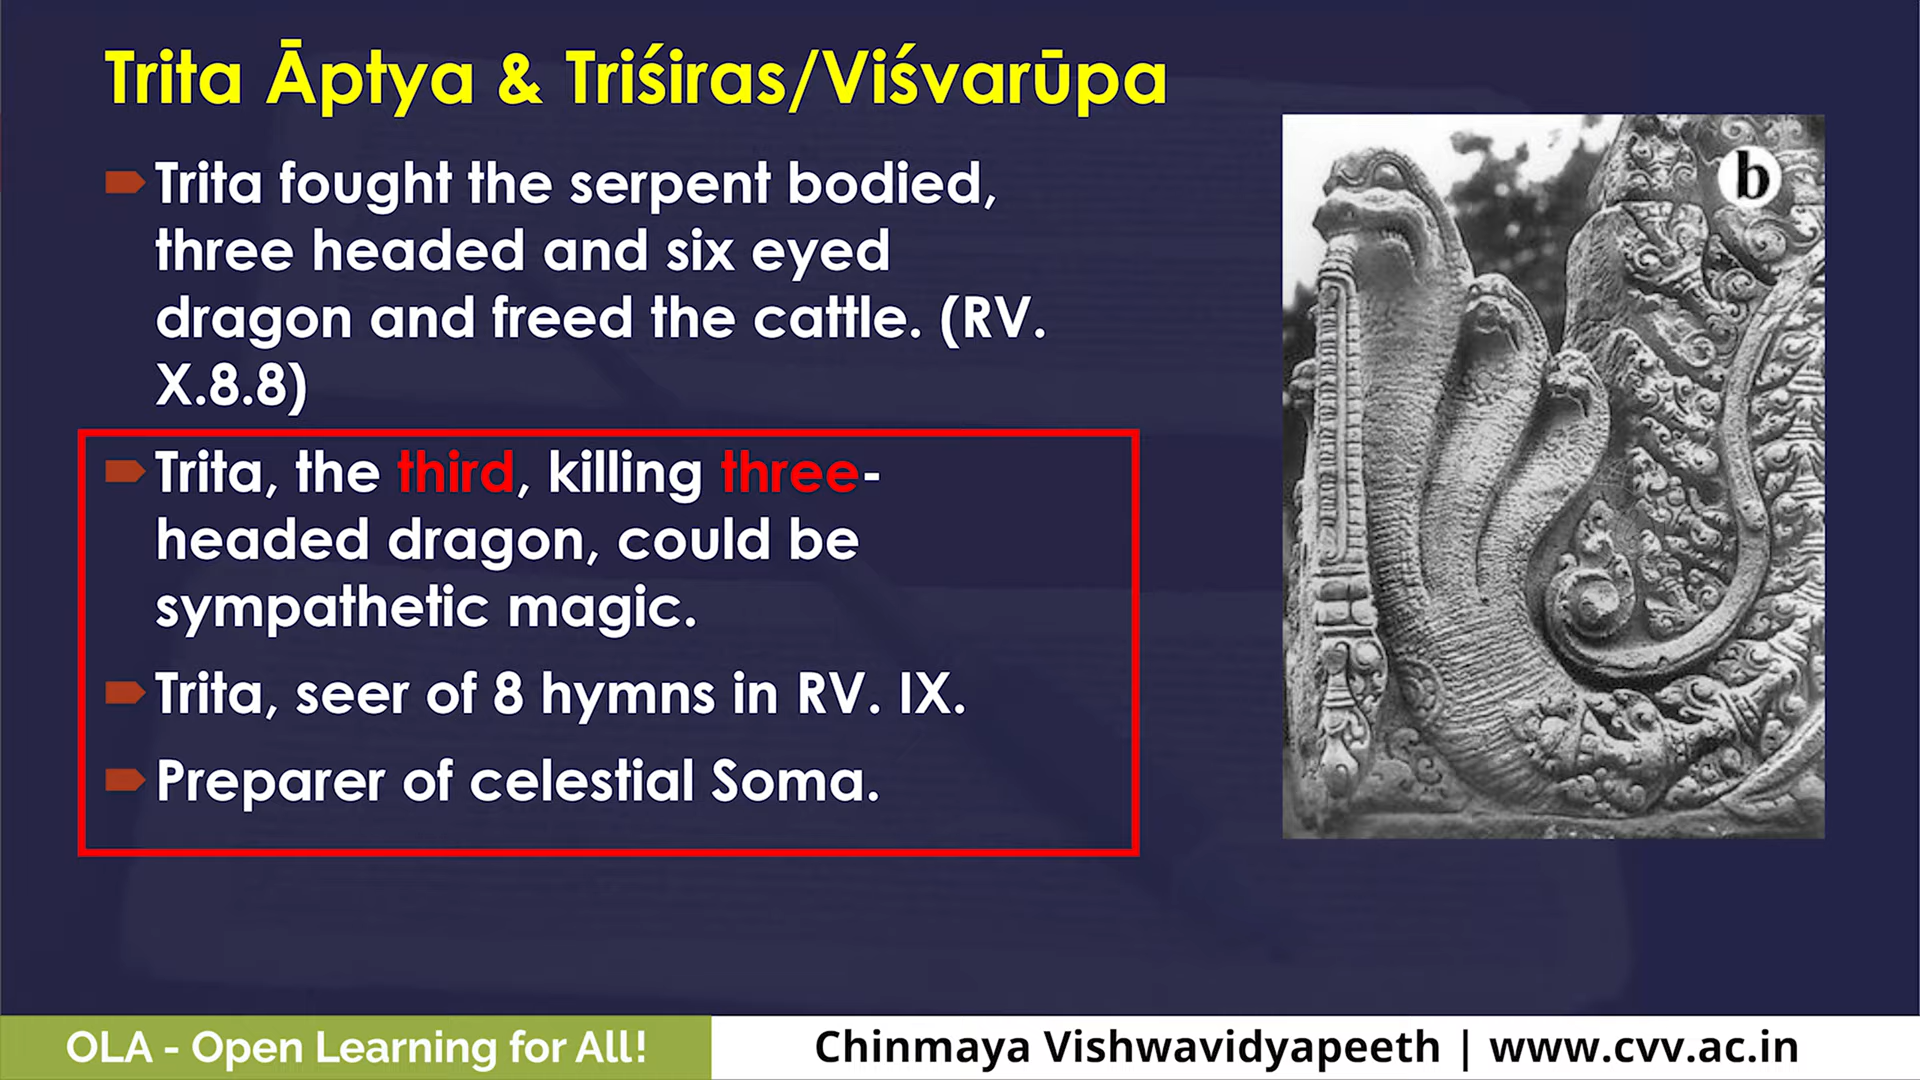 Trita Āptya & Triśiras/Viśvarūpa
Trita fought the serpent bodied,
three headed and six eyed
dragon and freed the cattle. (RV.
X.8.8)
Trita, the third, killing three-
headed dragon, could be
sympathetic magic.
Trita, seer of 8 hymns in RV. IX.
Preparer of celestial Soma.
b
OLA - Open Learning for All!
Chinmaya Vishwavidyapeeth | www.cvv.ac.in